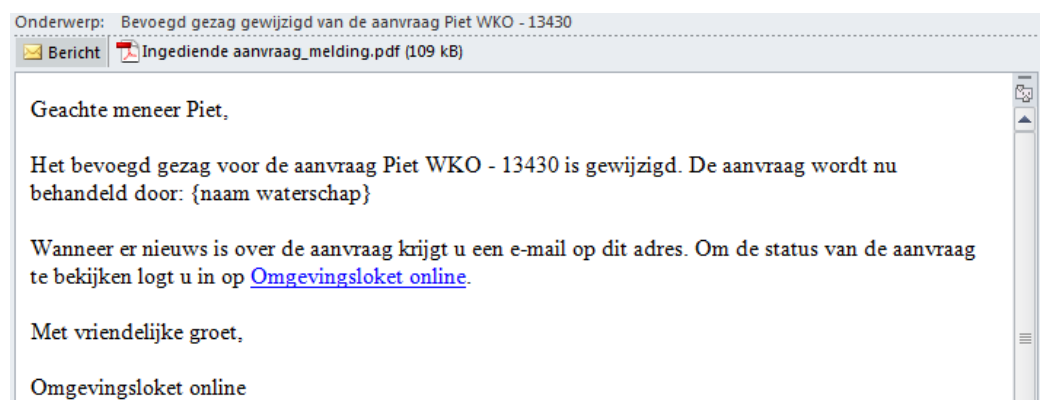 Onderwerp: Bevoegd gezag gewijzigd van de aanvraag Piet WKO - 13430
Bericht Ingediende aanvraag_melding.pdf (109 kB)
Geachte meneer Piet,
Het bevoegd gezag voor de aanvraag Piet WKO - 13430 is gewijzigd. De aanvraag wordt nu
behandeld door: {naam waterschap}
Wanneer er nieuws is over de aanvraag krijgt u een e-mail op dit adres. Om de status van de aanvraag
te bekijken logt u in op Omgevingsloket online.
Met vriendelijke groet,
Omgevingsloket online